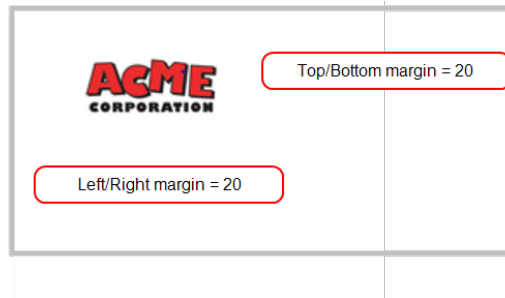 ACME
CORPORATION
Top/Bottom margin = 20
Left/Right margin = 20